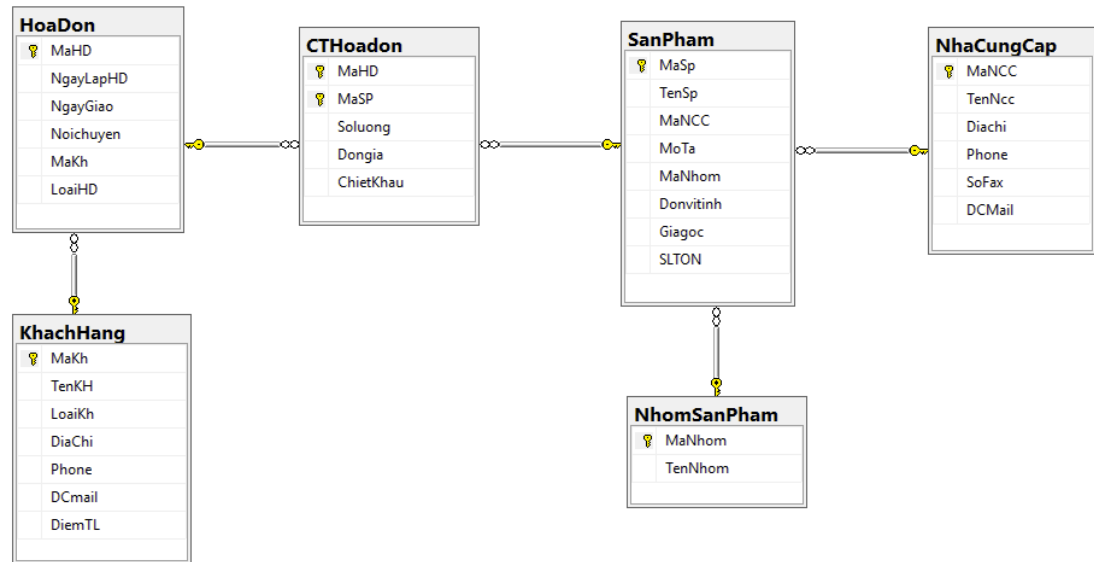 HoaDon
MaHD
NgayLapHD
NgayGiao
Noichuyen
MaKh
LoaiHD
CTHoadon
MaHD
MaSP
Soluong
Dongia
ChietKhau
SanPham
MaSp
TenSp
MaNCC
MoTa
MaNhom
Donvitinh
Giagoc
SLTON
NhaCungCap
MaNCC
TenNcc
Diachi
Phone
SoFax
DCMail
KhachHang
MaKh
TenKH
LoaiKh
DiaChi
Phone
DCmail
DiemTL
NhomSanPham
MaNhom
TenNhom